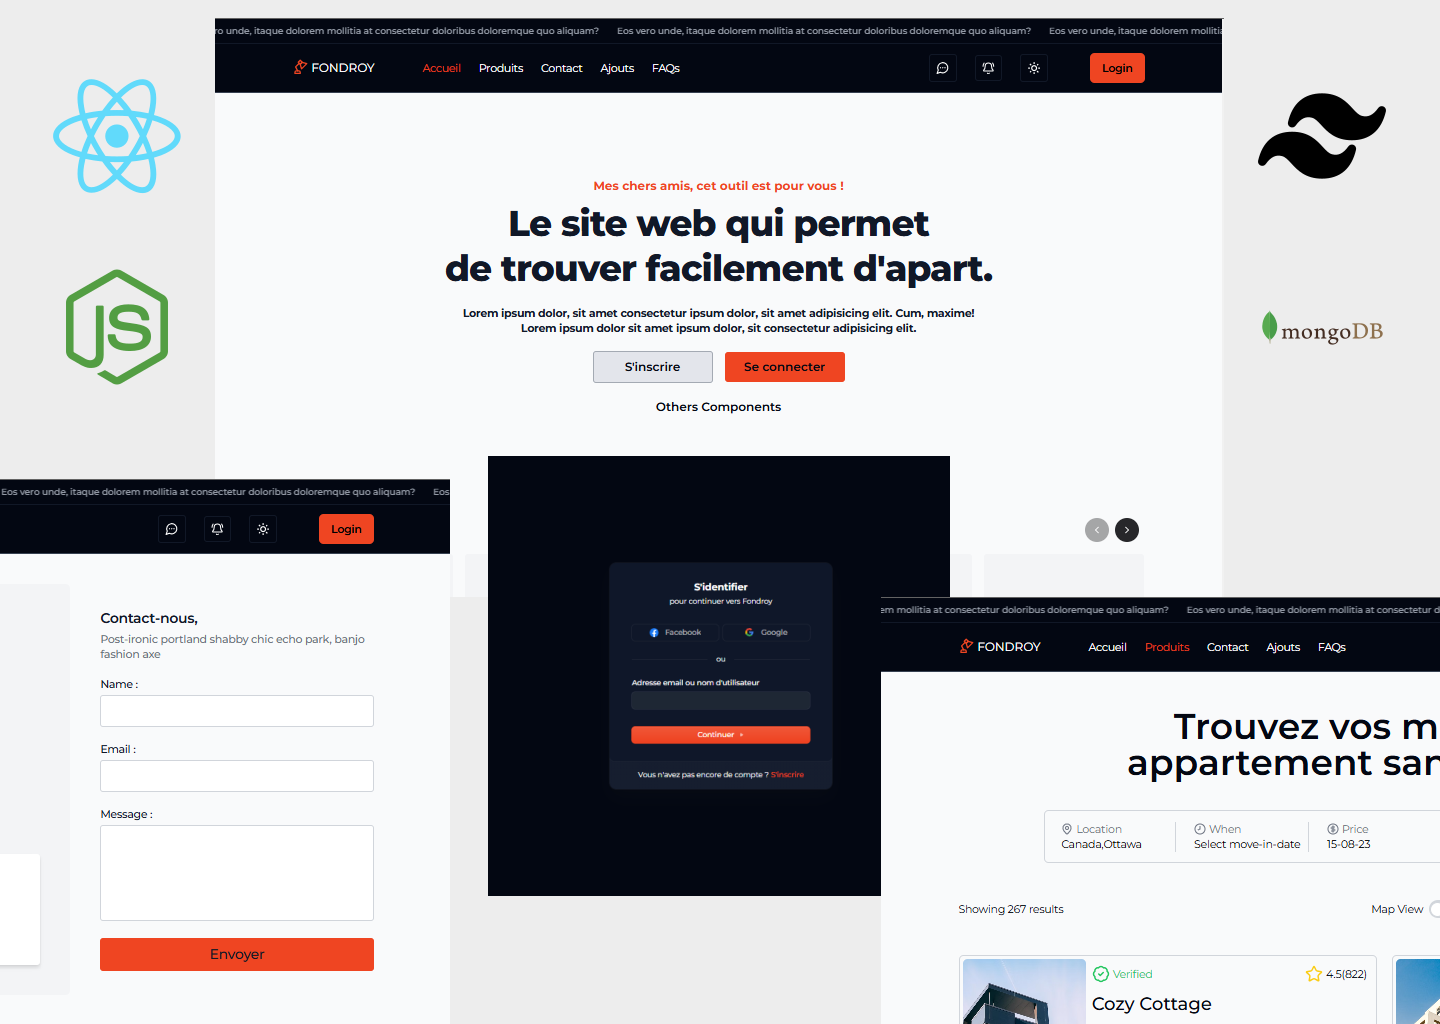 ro unde, itaque dolorem mollitia at consectetur doloribus doloremque quo aliquam? Eos vero unde, itaque dolorem mollitia at consectetur doloribus doloremque quo aliquam? Eos vero unde, itaque dolorem mollitia
FONDROY Accueil Produits Contact Ajouts FAQs Login
Mes chers amis, cet outil est pour vous !
Le site web qui permet
de trouver facilement d'apart.
Lorem ipsum dolor, sit amet consectetur ipsum dolor, sit amet adipisicing elit. Cum, maxime!
Lorem ipsum dolor sit amet ipsum dolor, sit consectetur adipisicing elit.
S'inscrire Se connecter
Others Components
JS
mongoDB
Eos vero unde, itaque dolorem mollitia at consectetur doloribus doloremque quo aliquam? Eos
Login
Contact-nous,
Post-ironic portland shabby chic echo park, banjo
fashion axe
Name :
Email :
Message :
Envoyer
S'identifier
pour continuer vers Fondroy
Facebook Google
ou
Adresse email ou nom d'utilisateur
Continuer
Vous n'avez pas encore de compte ? S'inscrire
em mollitia at consectetur doloribus doloremque quo aliquam? Eos vero unde, itaque dolorem mollitia at consectetur d
FONDROY Accueil Produits Contact Ajouts FAQs
Trouvez vos m
appartement san
Location When Price
Canada,Ottawa Select move-in-date 15-08-23
Showing 267 results Map View
Verified 4.5(822)
Cozy Cottage